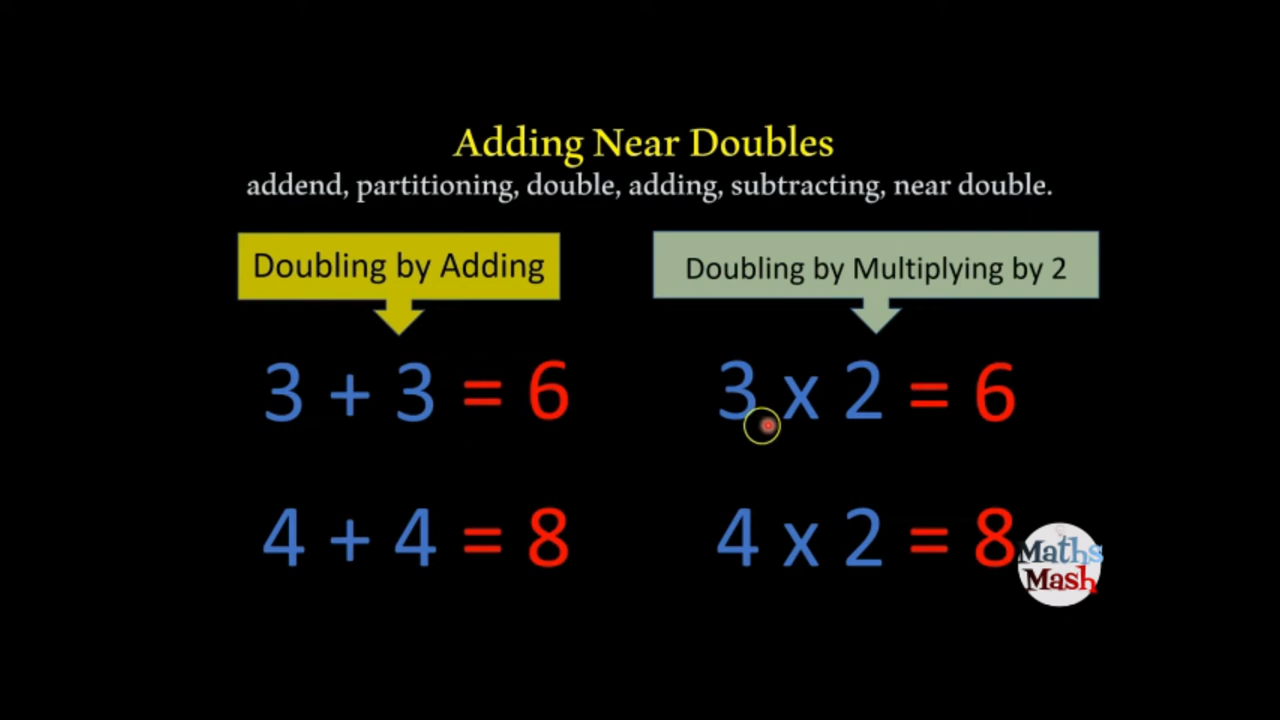 Adding Near Doubles
addend, partitioning, double, adding, subtracting, near double.
Doubling by Adding
Doubling by Multiplying by 2
3 + 3 = 6
3 x 2 = 6
4 + 4 = 8
4 x 2 = 8
Maths
Mash